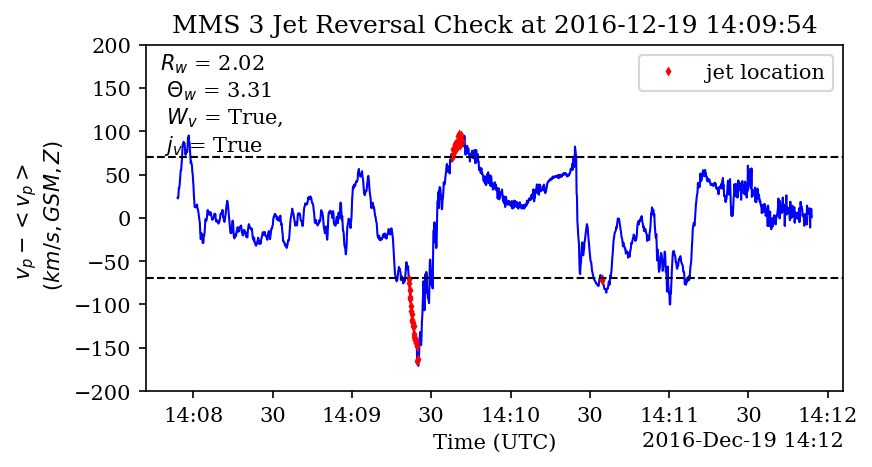 MMS 3 Jet Reversal Check at 2016-12-19 14:09:54
200
150
100
50
0
−50
−100
−150
−200
v_p − < v_p >
(km/s, GSM, Z)
R_w = 2.02
Θ_w = 3.31
W_v = True,
j_v = True
jet location
14:08 30 14:09 30 14:10 30 14:11 30 14:12
Time (UTC)
2016-Dec-19 14:12